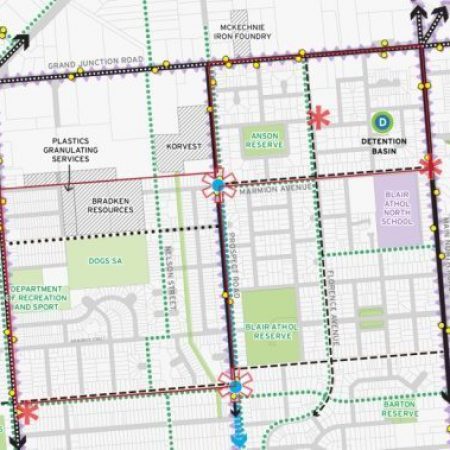 MCKECHNIE
IRON FOUNDRY
GRAND JUNCTION ROAD
PLASTICS
GRANULATING
SERVICES
KORVEST
ANSON
RESERVE
D
DETENTION
BASIN
MARMION AVENUE
BLAIR
ATHOL
NORTH
SCHOOL
BRADKEN
RESOURCES
DOGS SA
NELSON STREET
PROSPECT ROAD
FLORENCE AVENUE
DEPARTMENT
OF RECREATION
AND SPORT
BLAIR ATHOL
RESERVE
BARTON
RESERVE